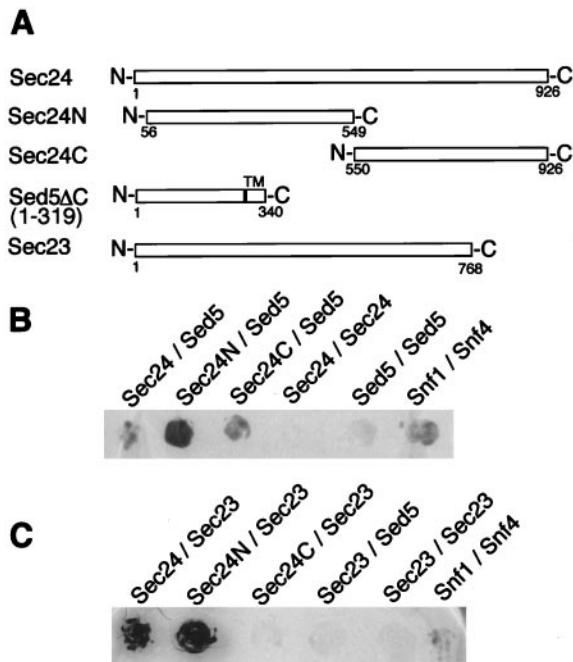 A
Sec24 N- -C
1 926
Sec24N N- -C
56 549
Sec24C N- -C
550 926
TM
Sed5ΔC N- -C
(1-319) 1 340
Sec23 N- -C
1 768
B
Sec24 / Sed5
Sec24N / Sed5
Sec24C / Sed5
Sec24 / Sec24
Sed5 / Sed5
Snf1 / Snf4
C
Sec24 / Sec23
Sec24N / Sec23
Sec24C / Sec23
Sec23 / Sed5
Sec23 / Sec23
Snf1 / Snf4